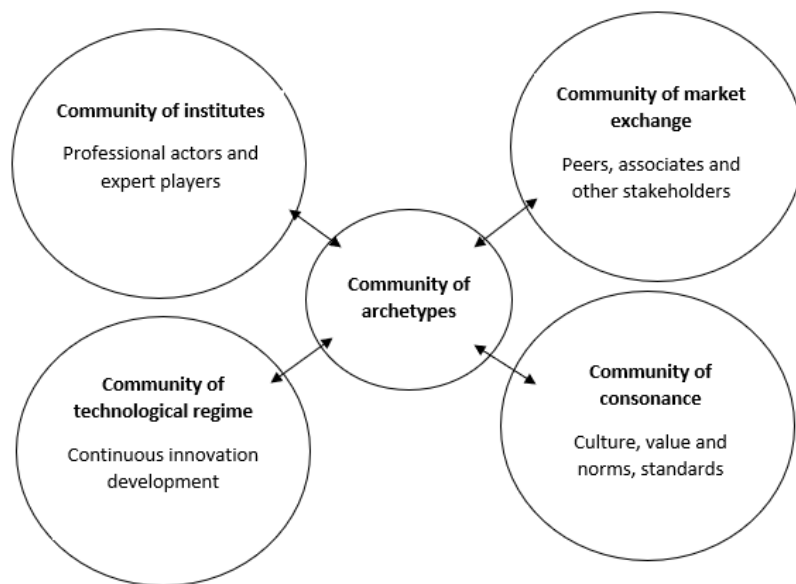 Community of institutes
Professional actors and
expert players
Community of market
exchange
Peers, associates and
other stakeholders
Community of
archetypes
Community of
technological regime
Continuous innovation
development
Community of
consonance
Culture, value and
norms, standards